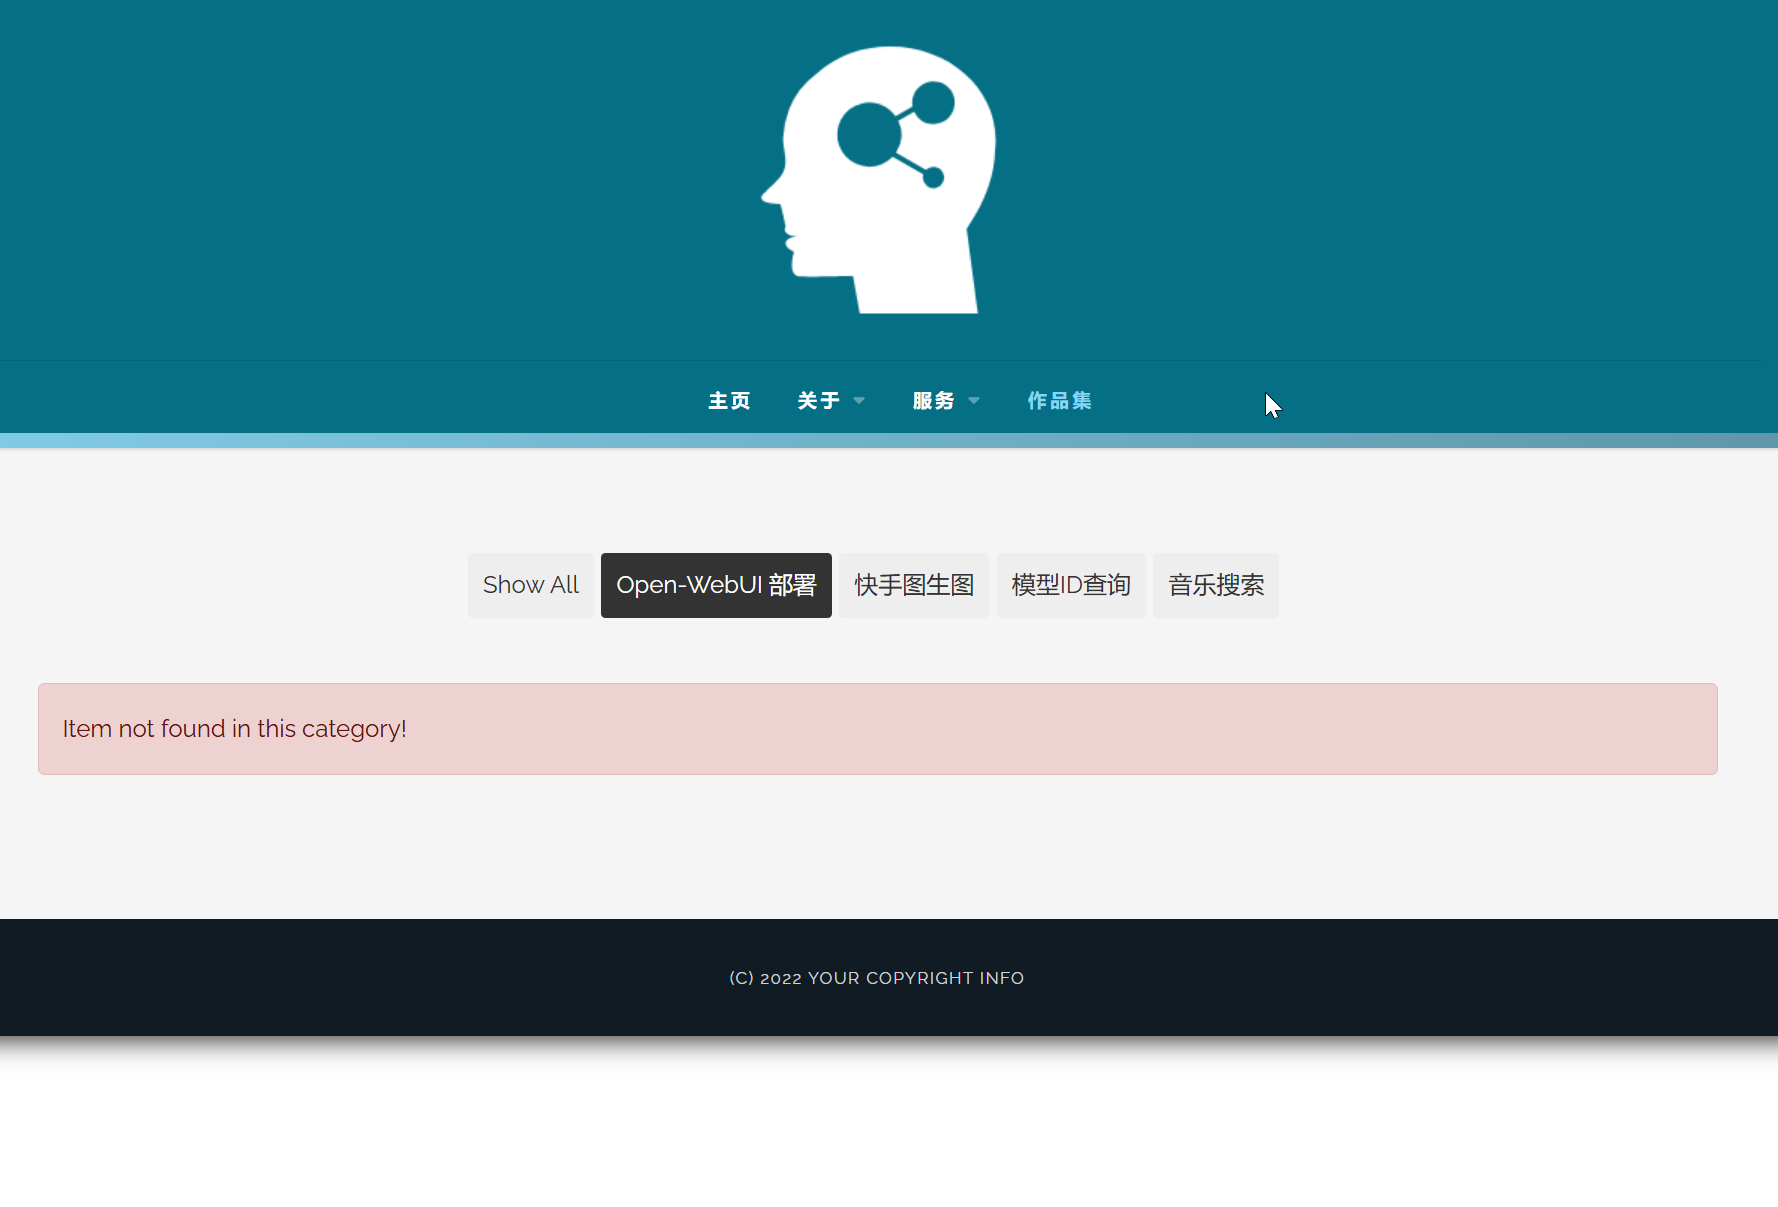 主页 关于 服务 作品集
Show All Open-WebUI 部署 快手图生图 模型ID查询 音乐搜索
Item not found in this category!
(C) 2022 YOUR COPYRIGHT INFO